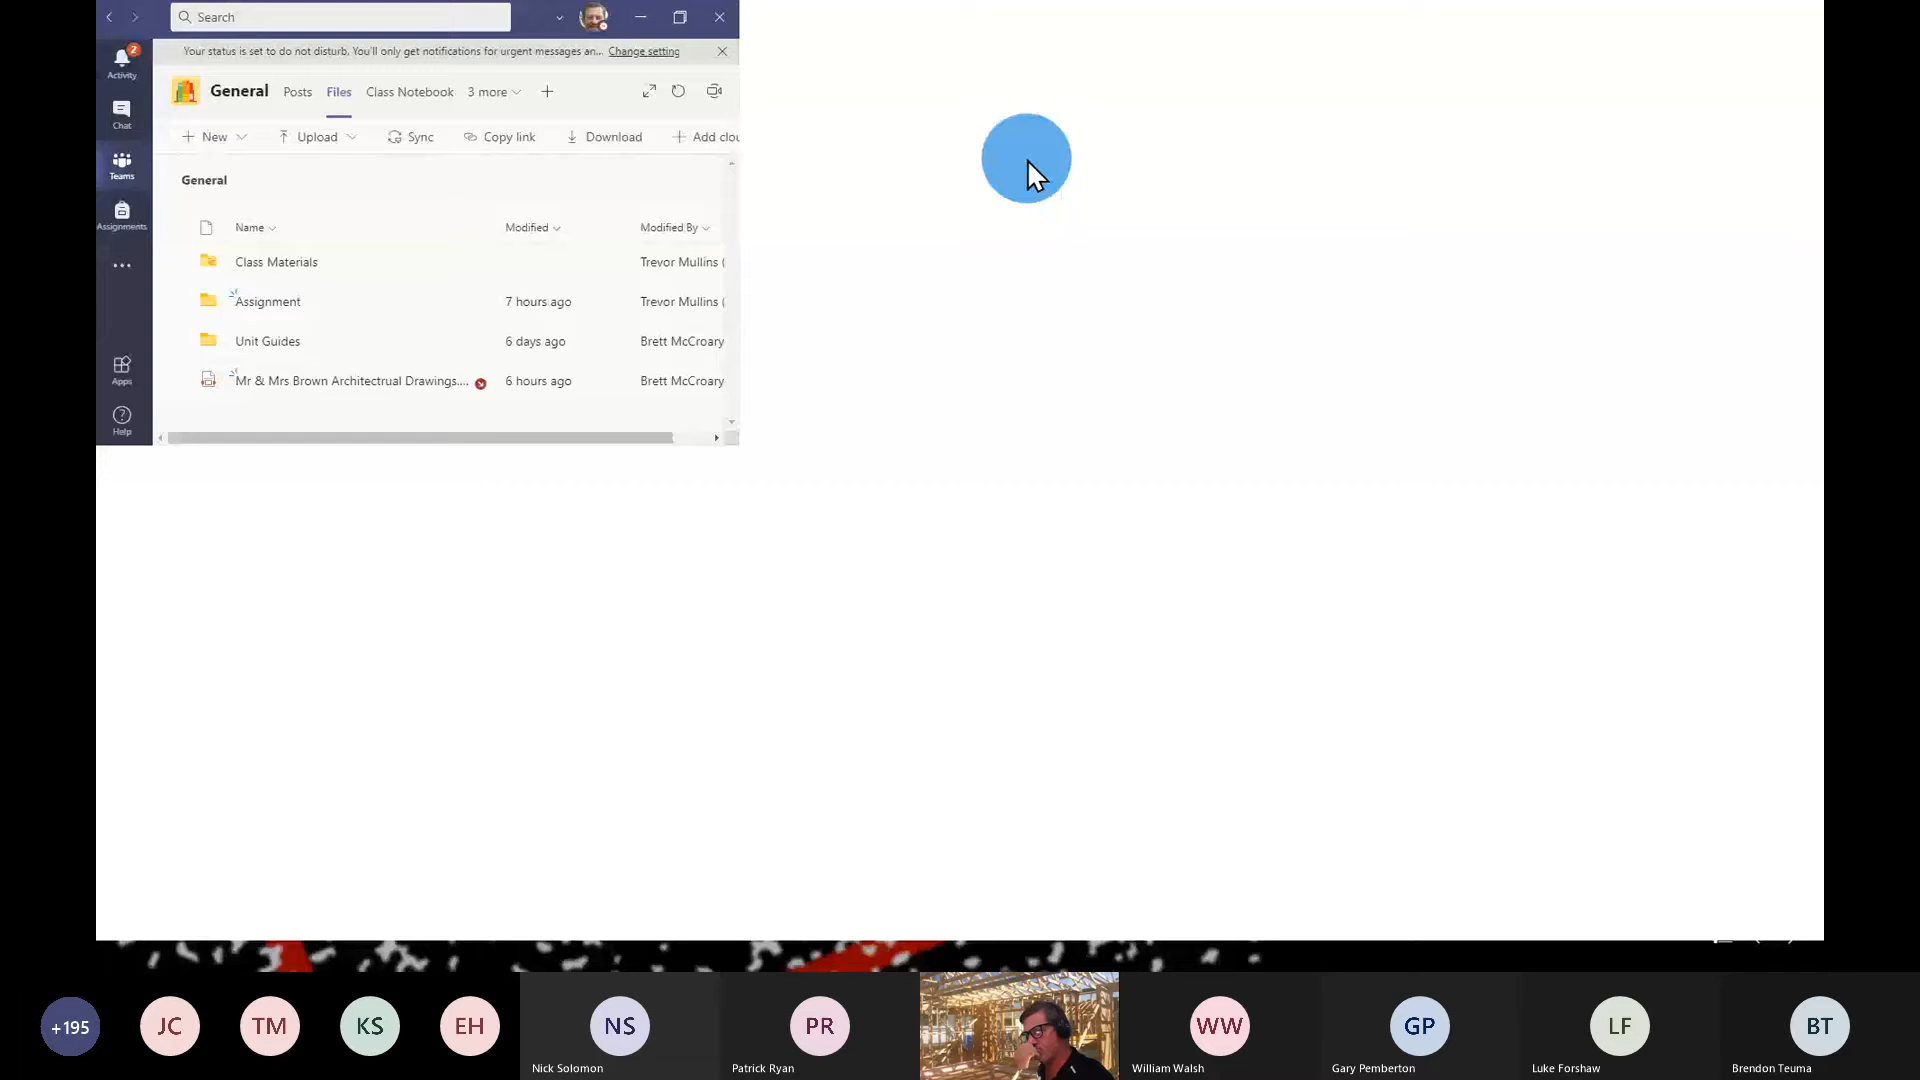 Search
2
Activity
Your status is set to do not disturb. You'll only get notifications for urgent messages an... Change setting
General Posts Files Class Notebook 3 more
Chat
New Upload Sync Copy link Download Add clou
Teams
General
Assignments
Name Modified Modified By
Class Materials Trevor Mullins (
Assignment 7 hours ago Trevor Mullins (
Unit Guides 6 days ago Brett McCroary
Apps
Mr & Mrs Brown Architectrual Drawings.... 6 hours ago Brett McCroary
Help
+195 JC TM KS EH NS PR WW GP LF BT
Nick Solomon Patrick Ryan William Walsh Gary Pemberton Luke Forshaw Brendon Teuma